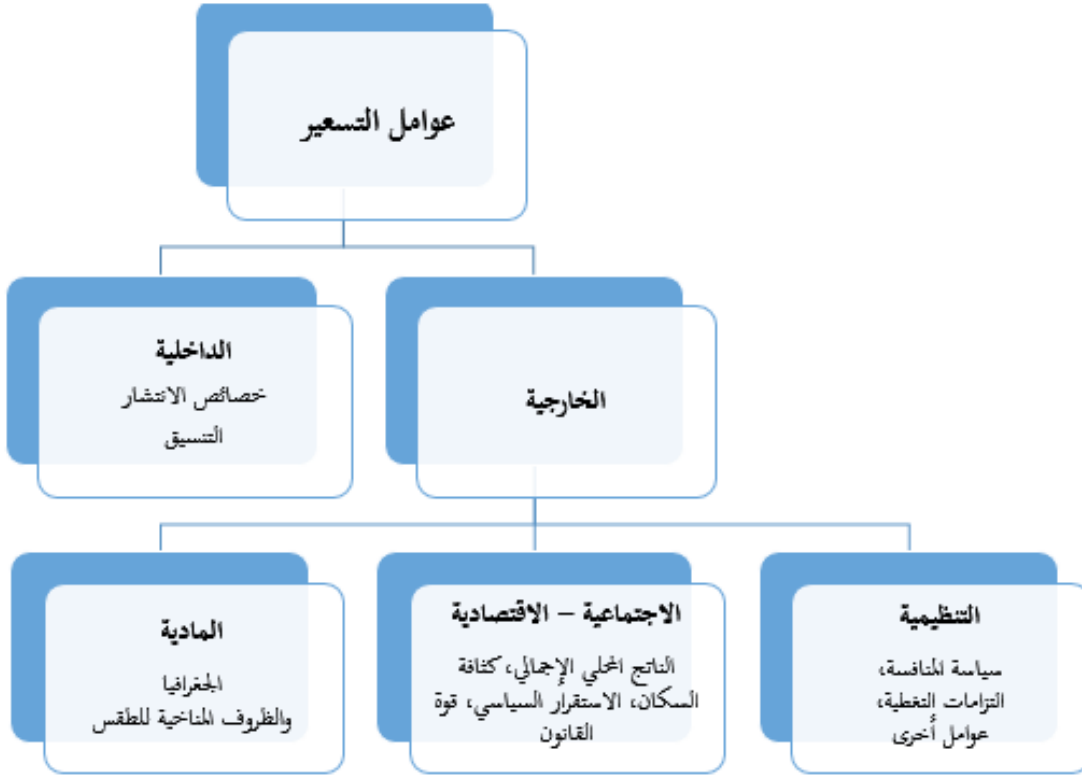 عوامل التسعير
الخارجية
الداخلية
خصائص الانتشار
التنسيق
التنظيمية
سياسة المنافسة،
التزامات التغطية،
عوامل أخرى
الاجتماعية – الاقتصادية
الناتج المحلي الإجمالي، كثافة
السكان، الاستقرار السياسي، قوة
القانون
المادية
الجغرافيا
والظروف المناخية للطقس